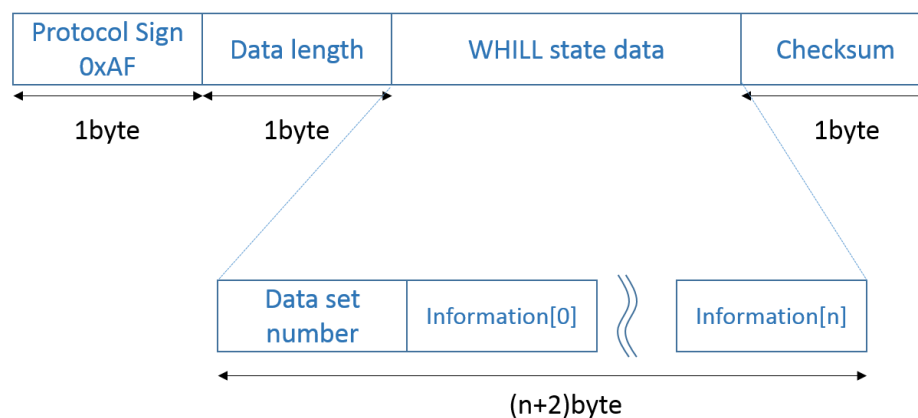 Protocol Sign
0xAF
Data length
WHILL state data
Checksum
1byte
1byte
1byte
Data set
number
Information[0]
Information[n]
(n+2)byte